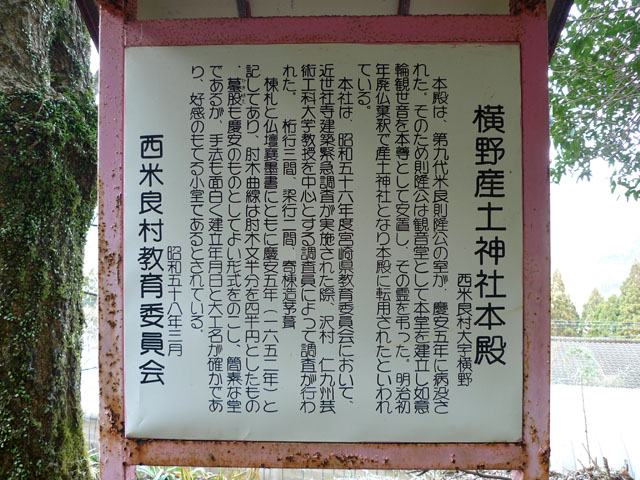 横野産土神社本殿
西米良村大字横野
本殿は、第九代米良則隆公の室が、慶安五年に病没さ
れた。そのため則隆公は観音堂として本堂を建立し如意
輪観世音を本尊として安置し、その霊を弔った。明治初
年廃仏棄釈で産土神社となり本殿に転用されたといわれ
ている。
本社は、昭和五十六年度宮崎県教育委員会において、
近世社寺建築緊急調査が実施された際、沢村 仁九州芸
術工科大学教授を中心とする調査員によって調査が行わ
れた。 桁行三間、梁行二間、寄棟造茅葺
棟札と仏壇裏墨書にともに慶安五年(一六五二年)と
記してあり、肘木曲線は肘木文半分を四半円としたもの
、蟇股も慶安のものとしてよい形式をのこし、簡素な堂
であるが、手法も面白く建立年月日と大工名が確かであ
り、好感のもてる小堂であるとされている。
昭和五十八年三月
西米良村教育委員会